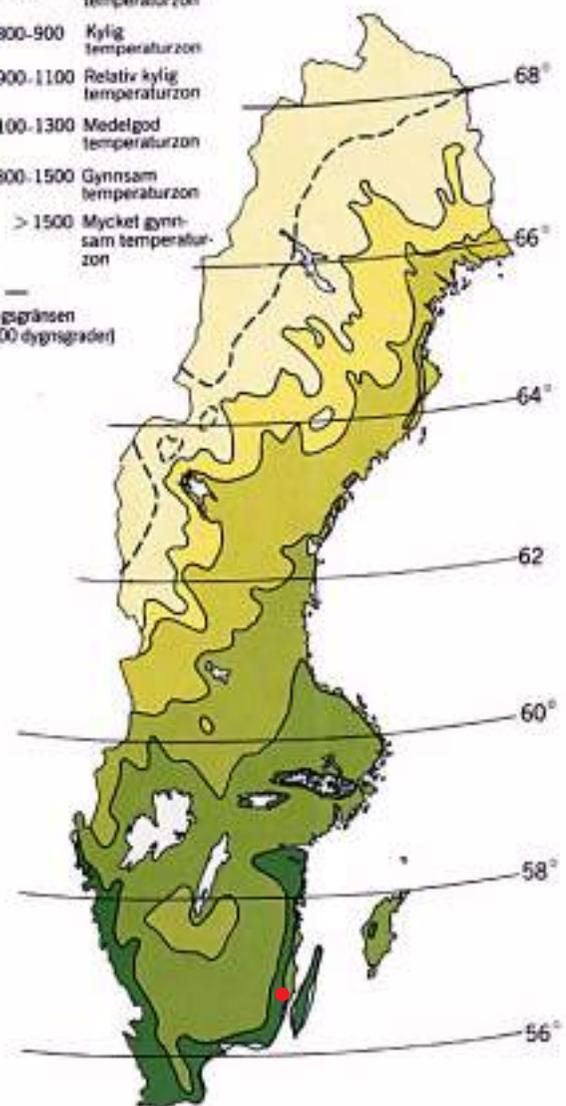 temperaturzon
800-900 Kylig
temperaturzon
900-1100 Relativ kylig
temperaturzon
100-1300 Medelgod
temperaturzon
300-1500 Gynnsam
temperaturzon
> 1500 Mycket gynn-
sam temperatur-
zon
gsgränsen
00 dygnsgrader)
68°
66°
64°
62
60°
58°
56°